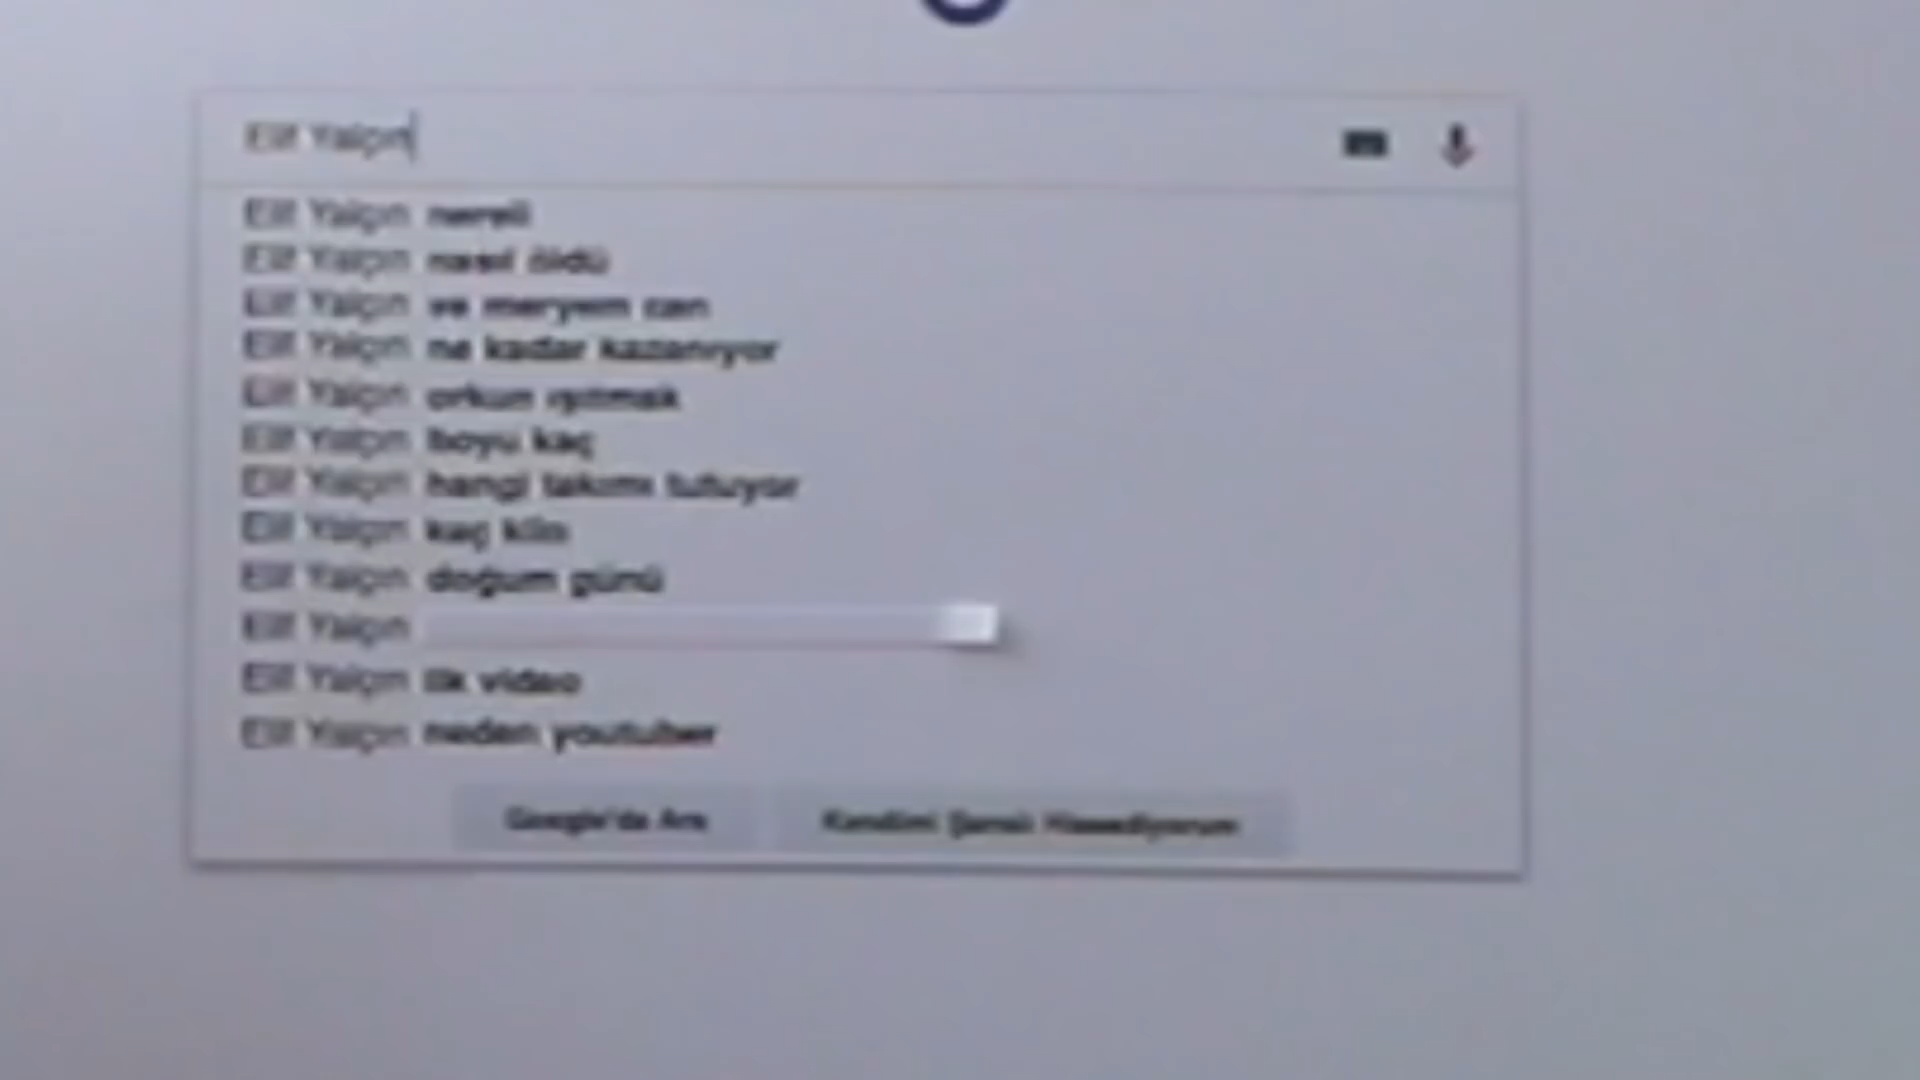 Elif Yalçın
Elif Yalçın nereli
Elif Yalçın nasıl öldü
Elif Yalçın ve meryem can
Elif Yalçın ne kadar kazanıyor
Elif Yalçın orkun ışıtmak
Elif Yalçın boyu kaç
Elif Yalçın hangi takımı tutuyor
Elif Yalçın kaç kilo
Elif Yalçın doğum günü
Elif Yalçın
Elif Yalçın ilk video
Elif Yalçın neden youtuber
Google'da Ara
Kendimi Şanslı Hissediyorum